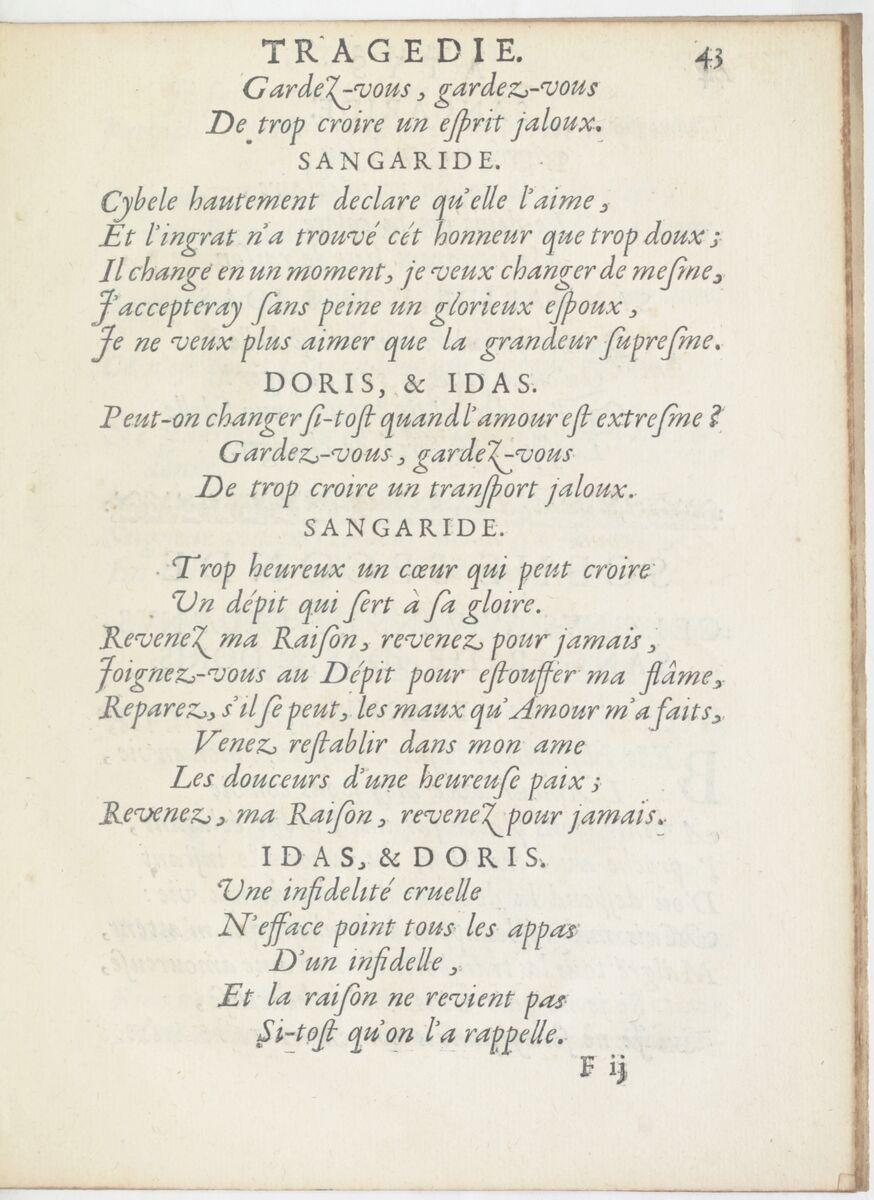 TRAGEDIE. 43
Gardez-vous, gardez-vous
De trop croire un eſprit jaloux.
SANGARIDE.
Cybele hautement declare qu'elle l'aime,
Et l'ingrat n'a trouvé cét honneur que trop doux;
Il change en un moment, je veux changer de meſme,
J'accepteray ſans peine un glorieux eſpoux,
Je ne veux plus aimer que la grandeur ſupreſme.
DORIS, & IDAS.
Peut-on changer ſi-toſt quand l'amour eſt extreſme?
Gardez-vous, gardez-vous
De trop croire un tranſport jaloux.
SANGARIDE.
Trop heureux un cœur qui peut croire
Un dépit qui ſert à ſa gloire.
Revenez ma Raiſon, revenez pour jamais,
Joignez-vous au Dépit pour eſtouffer ma flâme,
Reparez, s'il ſe peut, les maux qu'Amour m'a faits,
Venez reſtablir dans mon ame
Les douceurs d'une heureuſe paix;
Revenez, ma Raiſon, revenez pour jamais.
IDAS, & DORIS.
Une infidelité cruelle
N'efface point tous les appas
D'un infidelle,
Et la raiſon ne revient pas
Si-toſt qu'on l'a rappelle.
F ij